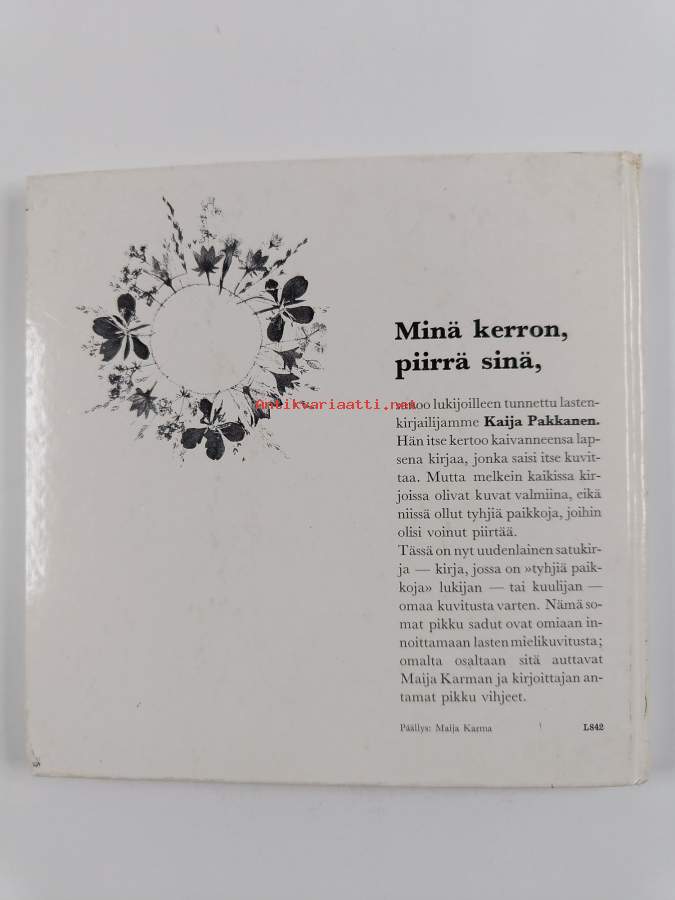 Minä kerron,
piirrä sinä,
sanoo lukijoilleen tunnettu lasten-
kirjailijamme Kaija Pakkanen.
Hän itse kertoo kaivanneensa lap-
sena kirjaa, jonka saisi itse kuvit-
taa. Mutta melkein kaikissa kir-
joissa olivat kuvat valmiina, eikä
niissä ollut tyhjiä paikkoja, joihin
olisi voinut piirtää.
Tässä on nyt uudenlainen satukir-
ja — kirja, jossa on »tyhjiä paik-
koja» lukijan — tai kuulijan —
omaa kuvitusta varten. Nämä so-
mat pikku sadut ovat omiaan in-
noittamaan lasten mielikuvitusta;
omalta osaltaan sitä auttavat
Maija Karman ja kirjoittajan an-
tamat pikku vihjeet.
Päällys: Maija Karma L842
Antikvariaatti.net